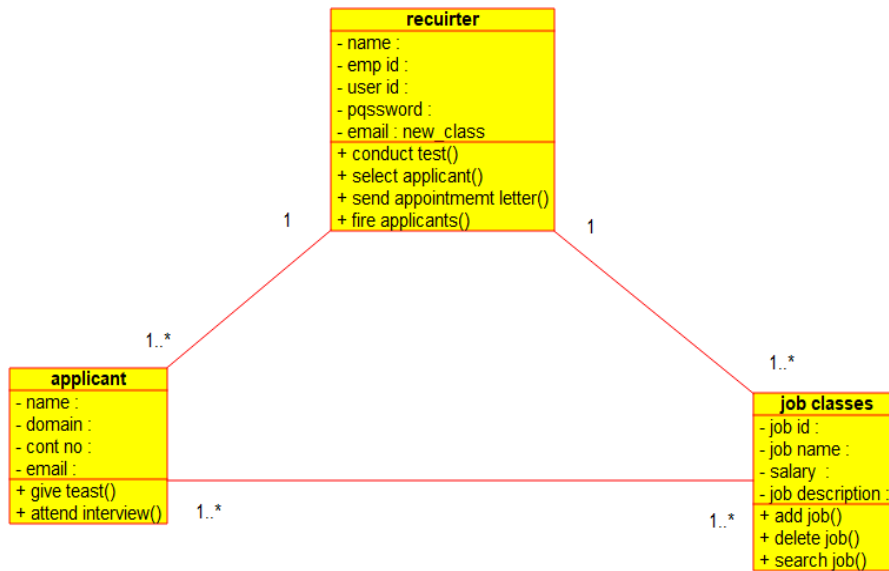 recuirter
- name :
- emp id :
- user id :
- pqssword :
- email : new_class
+ conduct test()
+ select applicant()
+ send appointmemt letter()
+ fire applicants()
1
1
1..*
1..*
applicant
- name :
- domain :
- cont no :
- email :
+ give teast()
+ attend interview()
1..*
job classes
- job id :
- job name :
- salary :
- job description :
+ add job()
+ delete job()
+ search job()
1..*